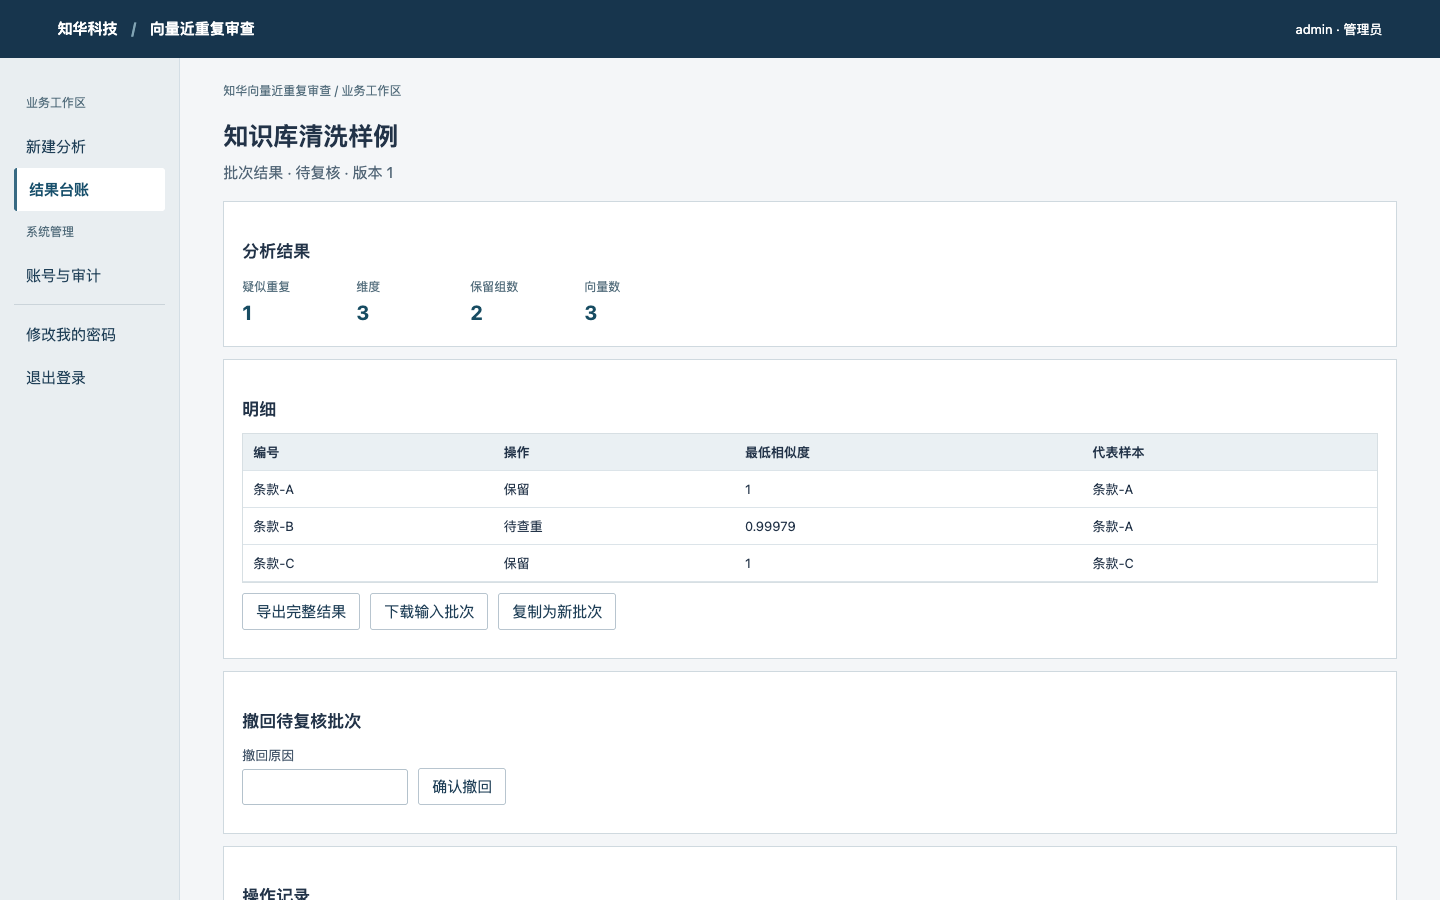 知华科技 / 向量近重复审查
admin · 管理员
业务工作区
新建分析
结果台账
系统管理
账号与审计
修改我的密码
退出登录
知华向量近重复审查 / 业务工作区
知识库清洗样例
批次结果 · 待复核 · 版本 1
分析结果
疑似重复 维度 保留组数 向量数
1 3 2 3
明细
编号 操作 最低相似度 代表样本
条款-A 保留 1 条款-A
条款-B 待查重 0.99979 条款-A
条款-C 保留 1 条款-C
导出完整结果 下载输入批次 复制为新批次
撤回待复核批次
撤回原因
确认撤回
操作记录